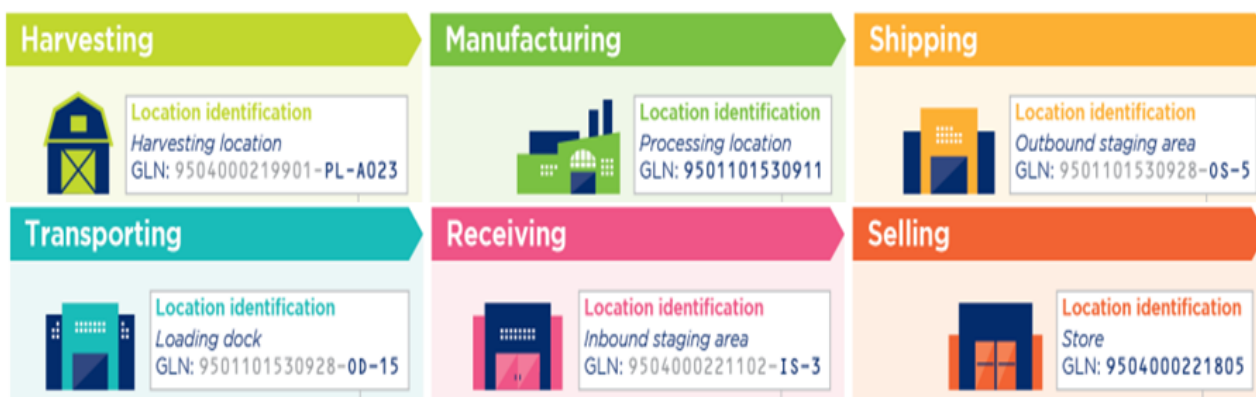 Harvesting
Location identification
Harvesting location
GLN: 9504000219901-PL-A023
Manufacturing
Location identification
Processing location
GLN: 9501101530911
Shipping
Location identification
Outbound staging area
GLN: 9501101530928-OS-5
Transporting
Location identification
Loading dock
GLN: 9501101530928-OD-15
Receiving
Location identification
Inbound staging area
GLN: 9504000221102-IS-3
Selling
Location identification
Store
GLN: 9504000221805